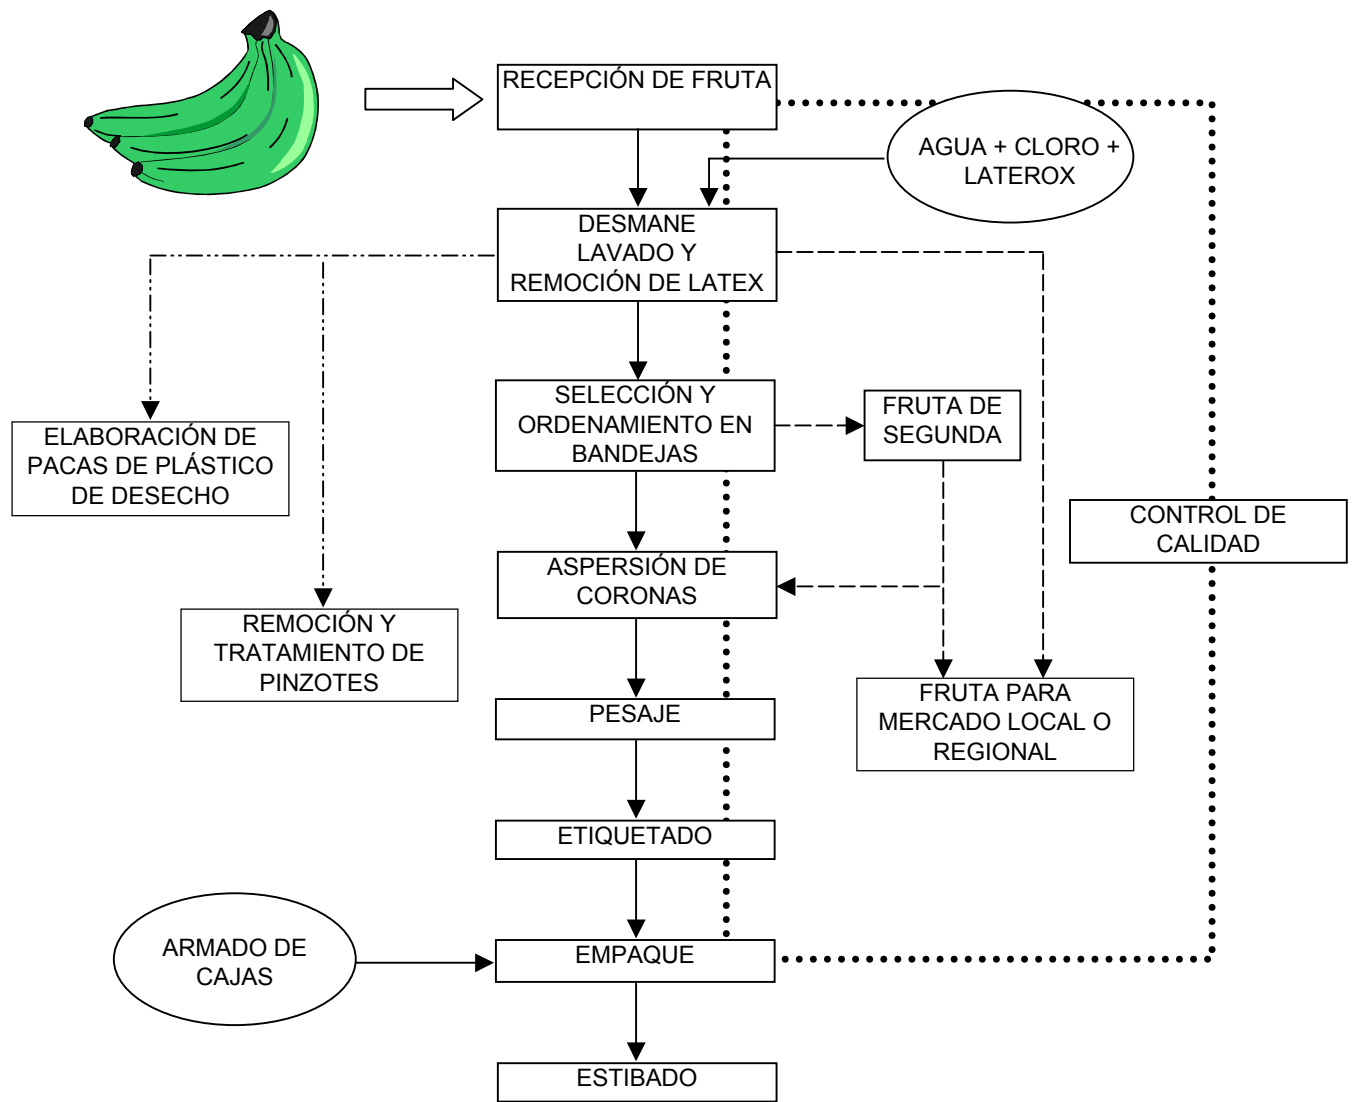 RECEPCIÓN DE FRUTA
AGUA + CLORO +
LATEROX
DESMANE
LAVADO Y
REMOCIÓN DE LATEX
SELECCIÓN Y
ORDENAMIENTO EN
BANDEJAS
FRUTA DE
SEGUNDA
ELABORACIÓN DE
PACAS DE PLÁSTICO
DE DESECHO
CONTROL DE
CALIDAD
ASPERSIÓN DE
CORONAS
REMOCIÓN Y
TRATAMIENTO DE
PINZOTES
FRUTA PARA
MERCADO LOCAL O
REGIONAL
PESAJE
ETIQUETADO
ARMADO DE
CAJAS
EMPAQUE
ESTIBADO